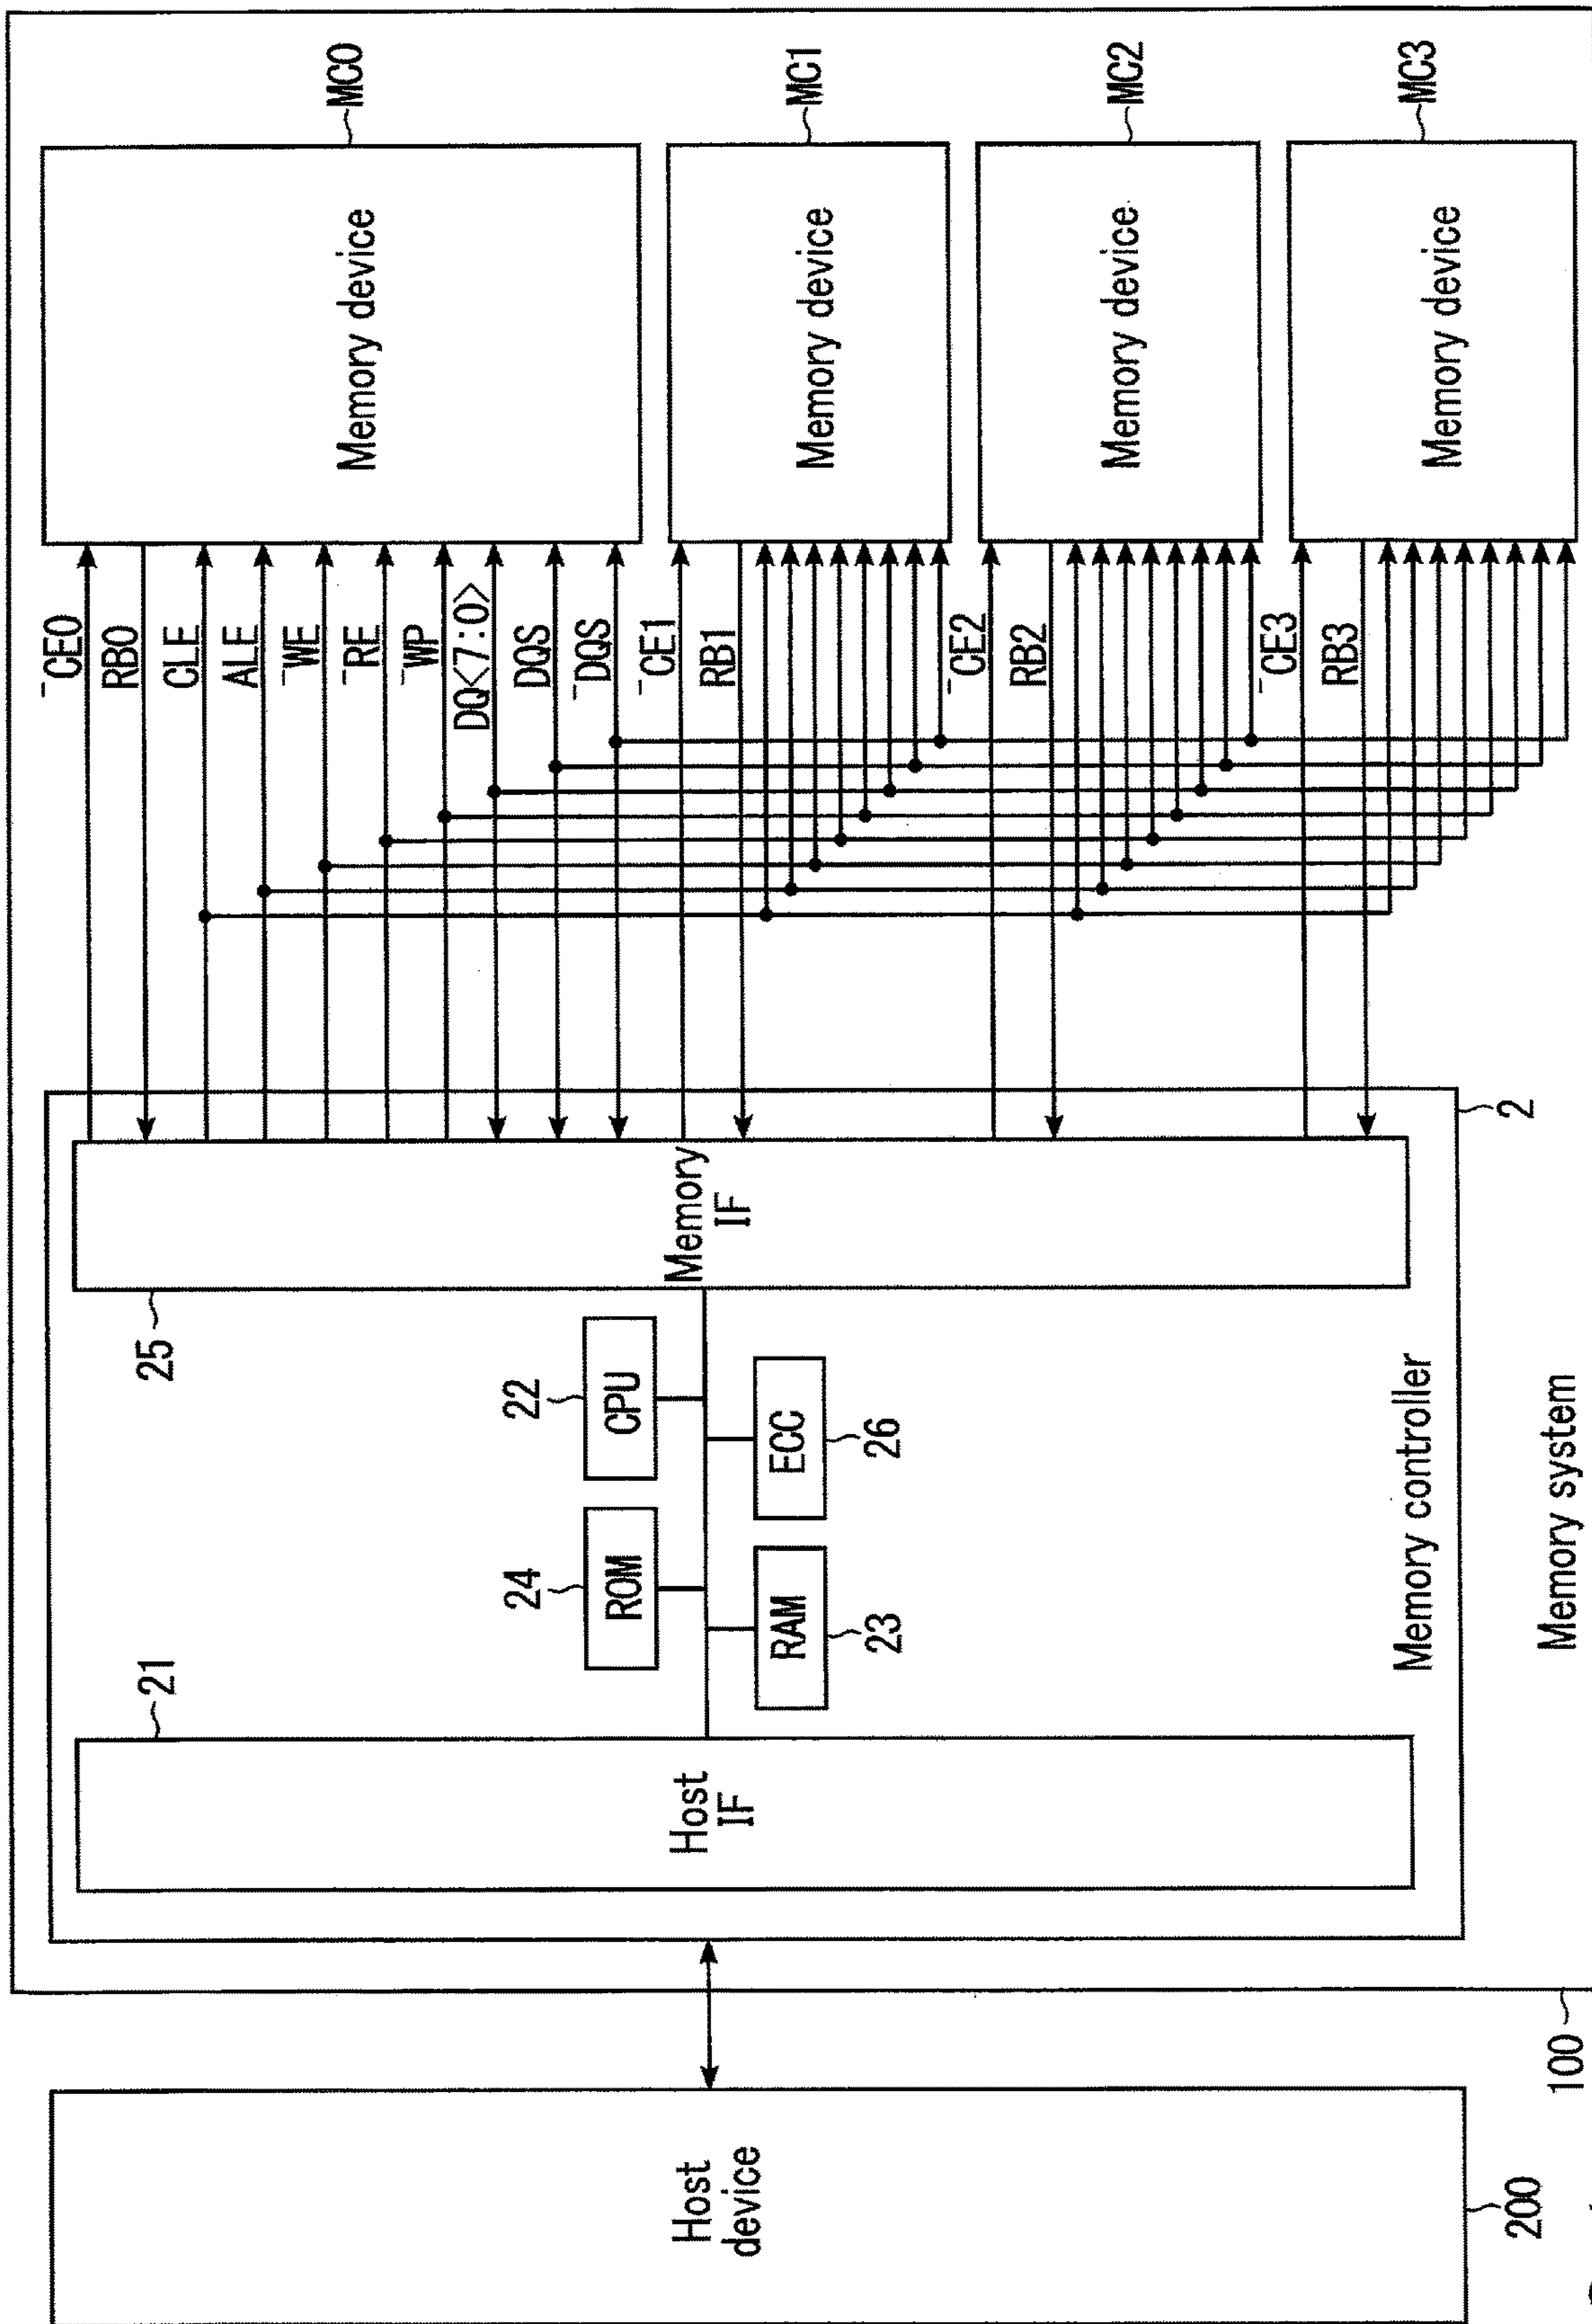 Host
device
200
100
Memory system
Memory controller
2
21
Host
IF
24
ROM
22
CPU
RAM
23
ECC
26
25
Memory
IF
¯CE0
RB0
CLE
ALE
¯WE
¯RE
¯WP
DQ<7:0>
DQS
¯DQS
¯CE1
RB1
¯CE2
RB2
¯CE3
RB3
Memory device
MC0
Memory device
MC1
Memory device
MC2
Memory device
MC3